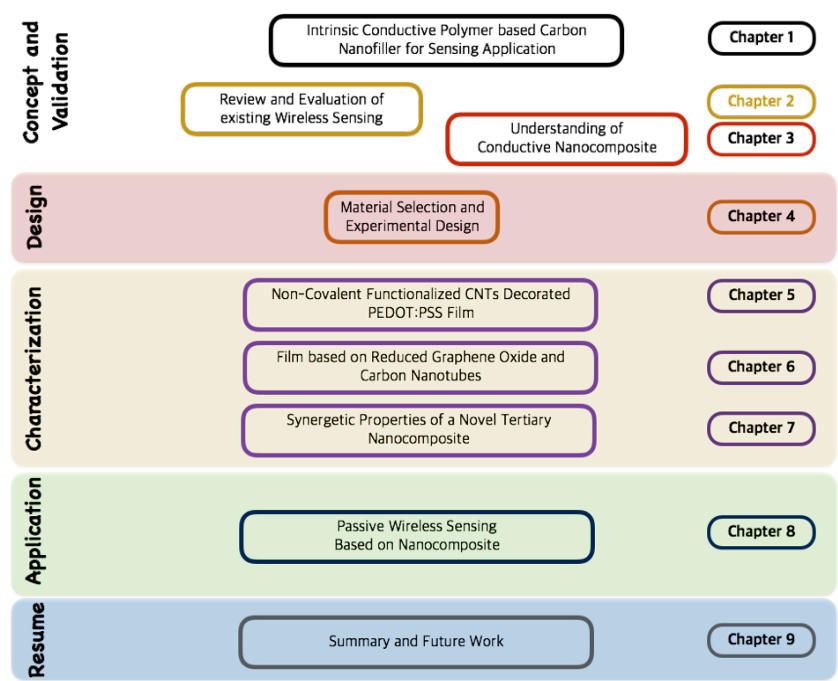 Concept and
Validation
Intrinsic Conductive Polymer based Carbon
Nanofiller for Sensing Application
Chapter 1
Review and Evaluation of
existing Wireless Sensing
Chapter 2
Understanding of
Conductive Nanocomposite
Chapter 3
Design
Material Selection and
Experimental Design
Chapter 4
Characterization
Non-Covalent Functionalized CNTs Decorated
PEDOT:PSS Film
Chapter 5
Film based on Reduced Graphene Oxide and
Carbon Nanotubes
Chapter 6
Synergetic Properties of a Novel Tertiary
Nanocomposite
Chapter 7
Application
Passive Wireless Sensing
Based on Nanocomposite
Chapter 8
Resume
Summary and Future Work
Chapter 9